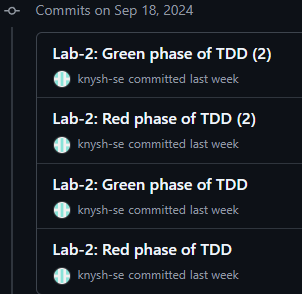 Commits on Sep 18, 2024
Lab-2: Green phase of TDD (2)
knysh-se committed last week
Lab-2: Red phase of TDD (2)
knysh-se committed last week
Lab-2: Green phase of TDD
knysh-se committed last week
Lab-2: Red phase of TDD
knysh-se committed last week